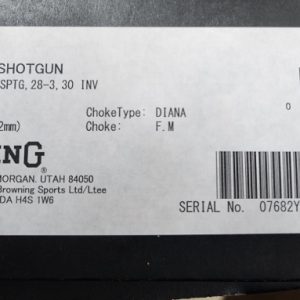 SHOTGUN
SPTG,28-3,30 INV
ChokeType: DIANA
2mm) Choke: F.M
0
NG®
MORGAN, UTAH 84050
Browning Sports Ltd/Ltee
DA H4S 1W6
SERIAL No. 07682Y